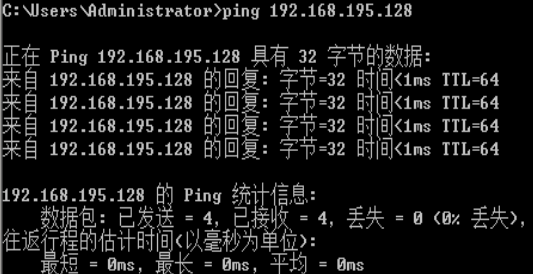 C:\Users\Administrator>ping 192.168.195.128
正在 Ping 192.168.195.128 具有 32 字节的数据:
来自 192.168.195.128 的回复: 字节=32 时间<1ms TTL=64
来自 192.168.195.128 的回复: 字节=32 时间<1ms TTL=64
来自 192.168.195.128 的回复: 字节=32 时间<1ms TTL=64
来自 192.168.195.128 的回复: 字节=32 时间<1ms TTL=64
192.168.195.128 的 Ping 统计信息:
数据包: 已发送 = 4, 已接收 = 4, 丢失 = 0 (0% 丢失),
往返行程的估计时间(以毫秒为单位):
最短 = 0ms, 最长 = 0ms, 平均 = 0ms